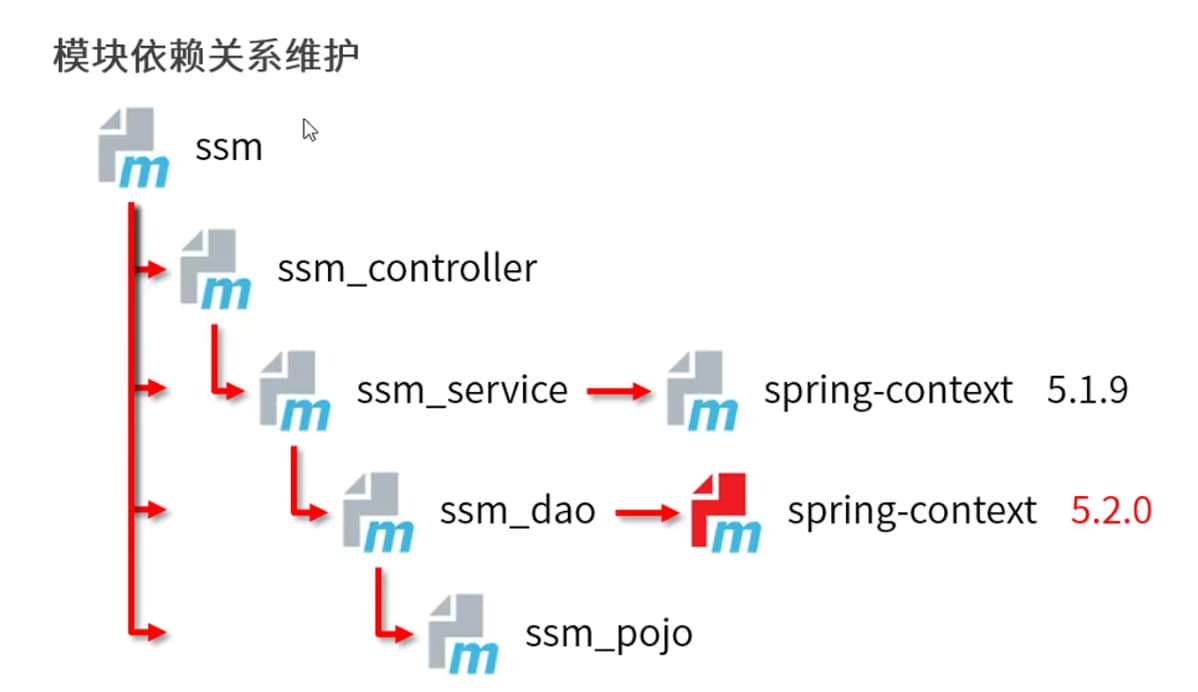 模块依赖关系维护
m ssm
m ssm_controller
m ssm_service m spring-context 5.1.9
m ssm_dao m spring-context 5.2.0
m ssm_pojo